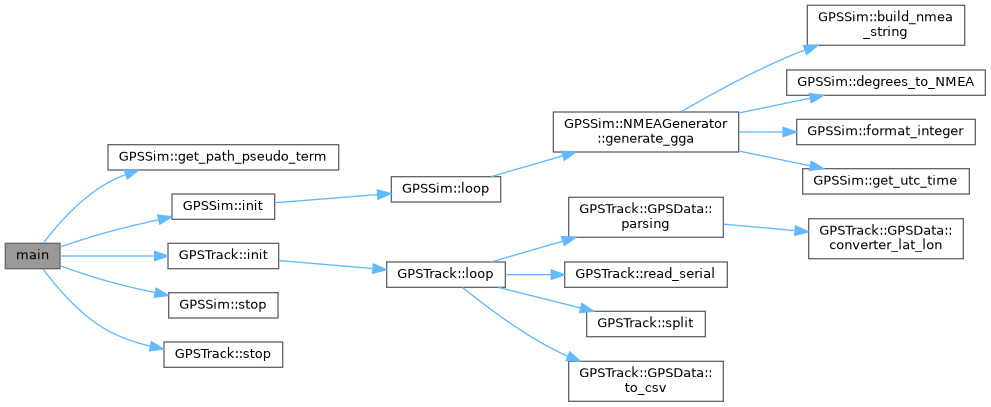 main
GPSSim::get_path_pseudo_term
GPSSim::init
GPSSim::loop
GPSSim::NMEAGenerator
::generate_gga
GPSSim::build_nmea
_string
GPSSim::degrees_to_NMEA
GPSSim::format_integer
GPSSim::get_utc_time
GPSTrack::init
GPSTrack::loop
GPSTrack::GPSData::
parsing
GPSTrack::GPSData::
converter_lat_lon
GPSTrack::read_serial
GPSTrack::split
GPSTrack::GPSData::
to_csv
GPSSim::stop
GPSTrack::stop